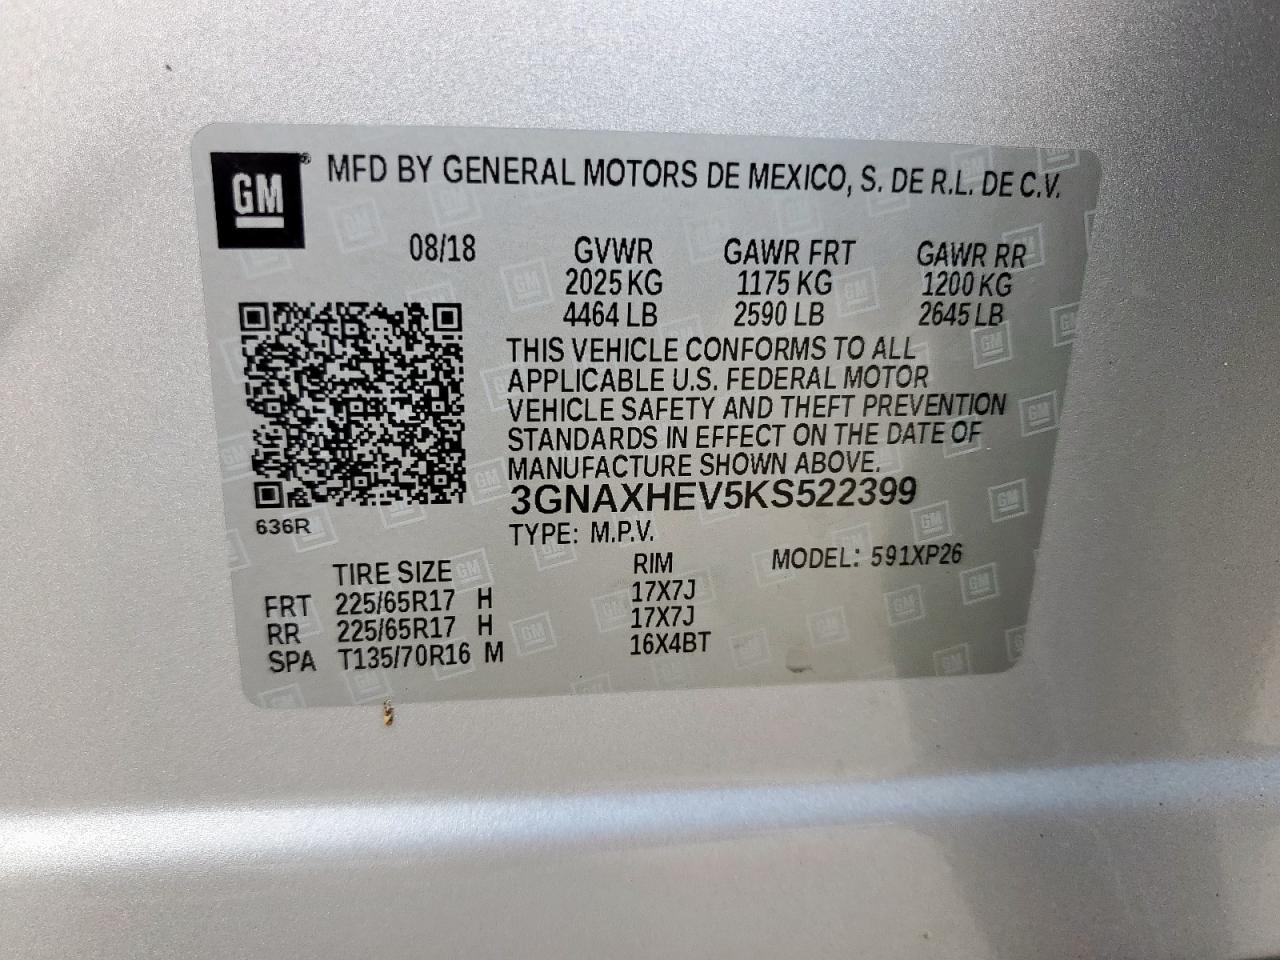 GM® MFD BY GENERAL MOTORS DE MEXICO, S. DE R.L. DE C.V.
08/18 GVWR GAWR FRT GAWR RR
2025 KG 1175 KG 1200 KG
4464 LB 2590 LB 2645 LB
THIS VEHICLE CONFORMS TO ALL
APPLICABLE U.S. FEDERAL MOTOR
VEHICLE SAFETY AND THEFT PREVENTION
STANDARDS IN EFFECT ON THE DATE OF
MANUFACTURE SHOWN ABOVE.
3GNAXHEV5KS522399
636R
TYPE: M.P.V.
TIRE SIZE RIM MODEL: 591XP26
FRT 225/65R17 H 17X7J
RR 225/65R17 H 17X7J
SPA T135/70R16 M 16X4BT